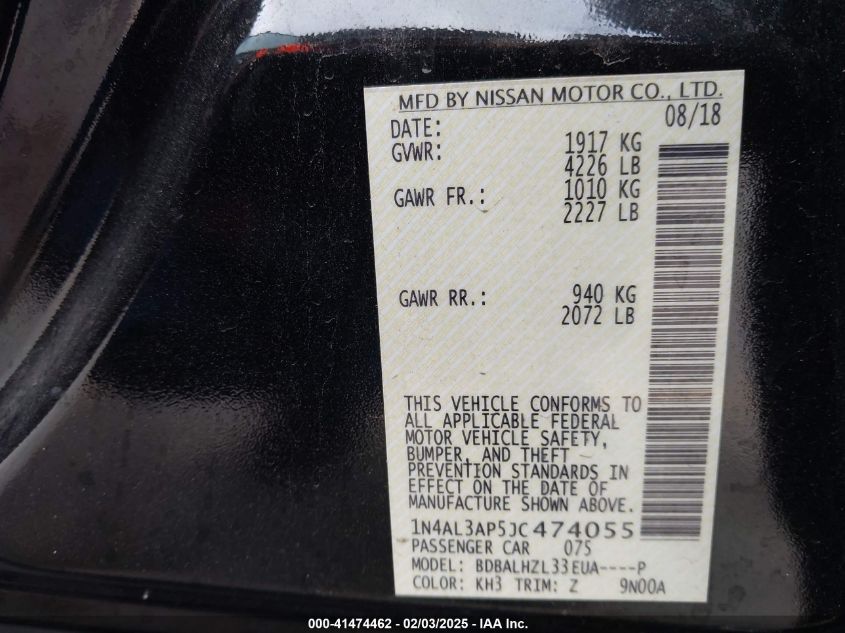 MFD BY NISSAN MOTOR CO., LTD.
DATE: 08/18
GVWR: 1917 KG
4226 LB
GAWR FR.: 1010 KG
2227 LB
GAWR RR.: 940 KG
2072 LB
THIS VEHICLE CONFORMS TO
ALL APPLICABLE FEDERAL
MOTOR VEHICLE SAFETY,
BUMPER, AND THEFT
PREVENTION STANDARDS IN
EFFECT ON THE DATE OF
MANUFACTURE SHOWN ABOVE.
1N4AL3AP5JC474055
PASSENGER CAR 075
MODEL: BDBALHZL33EUA----P
COLOR: KH3 TRIM: Z 9N00A
000-41474462 - 02/03/2025 - IAA Inc.